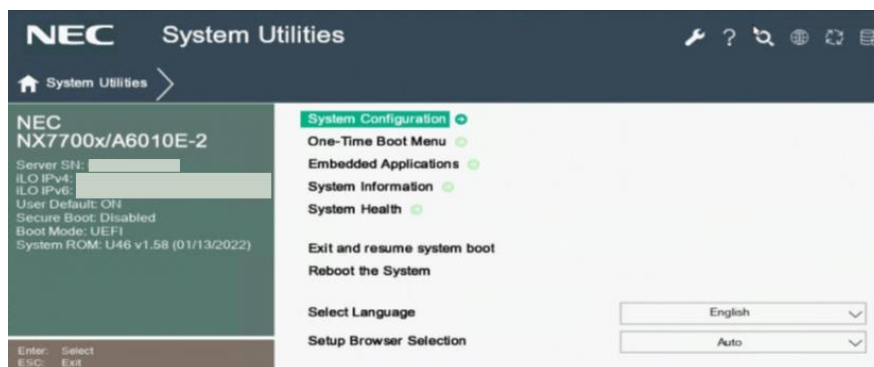 NEC System Utilities
System Utilities
NEC
NX7700x/A6010E-2
Server SN:
iLO IPv4:
iLO IPv6:
User Default: ON
Secure Boot: Disabled
Boot Mode: UEFI
System ROM: U46 v1.58 (01/13/2022)
Enter: Select
ESC: Exit
System Configuration
One-Time Boot Menu
Embedded Applications
System Information
System Health
Exit and resume system boot
Reboot the System
Select Language English
Setup Browser Selection Auto